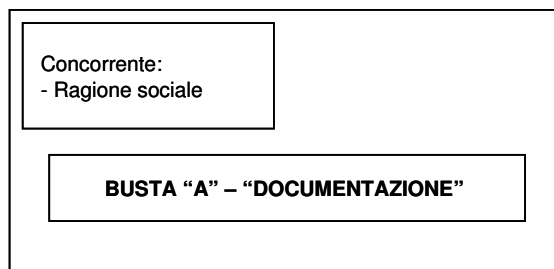 Concorrente:
- Ragione sociale
BUSTA “A” – “DOCUMENTAZIONE”